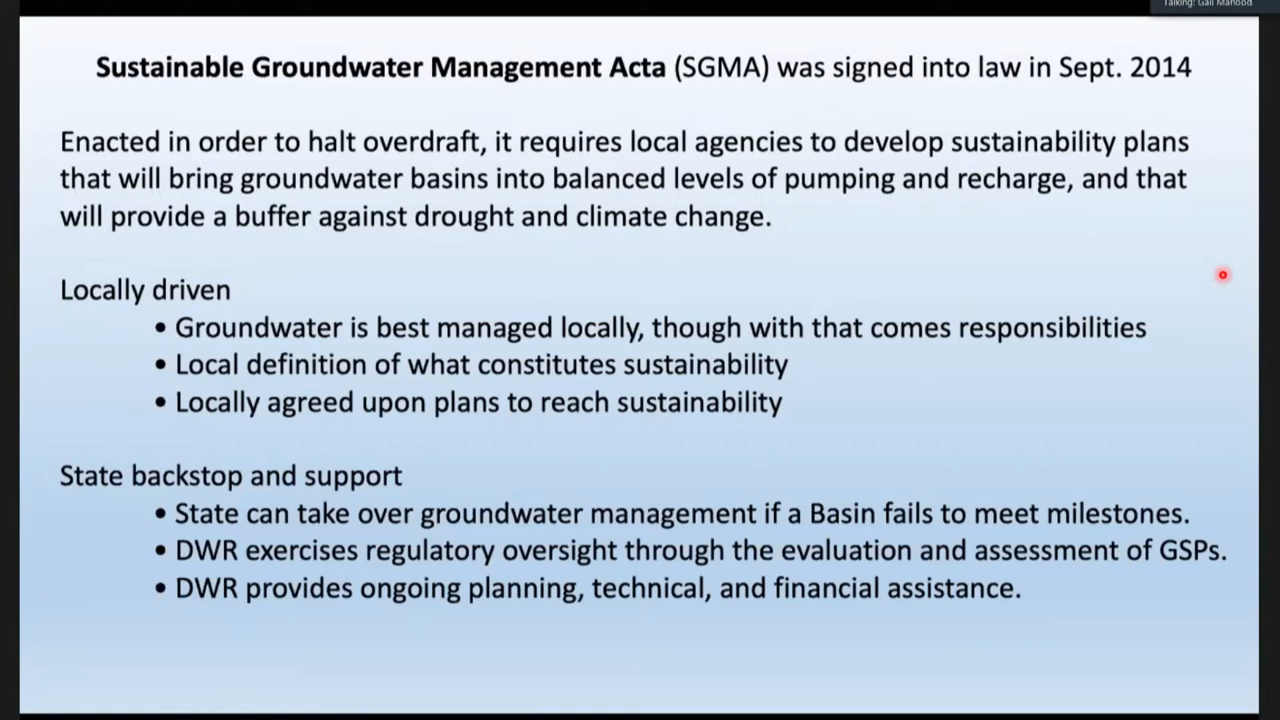 Talking: Gail Mahood
Sustainable Groundwater Management Acta (SGMA) was signed into law in Sept. 2014
Enacted in order to halt overdraft, it requires local agencies to develop sustainability plans
that will bring groundwater basins into balanced levels of pumping and recharge, and that
will provide a buffer against drought and climate change.
Locally driven
• Groundwater is best managed locally, though with that comes responsibilities
• Local definition of what constitutes sustainability
• Locally agreed upon plans to reach sustainability
State backstop and support
• State can take over groundwater management if a Basin fails to meet milestones.
• DWR exercises regulatory oversight through the evaluation and assessment of GSPs.
• DWR provides ongoing planning, technical, and financial assistance.